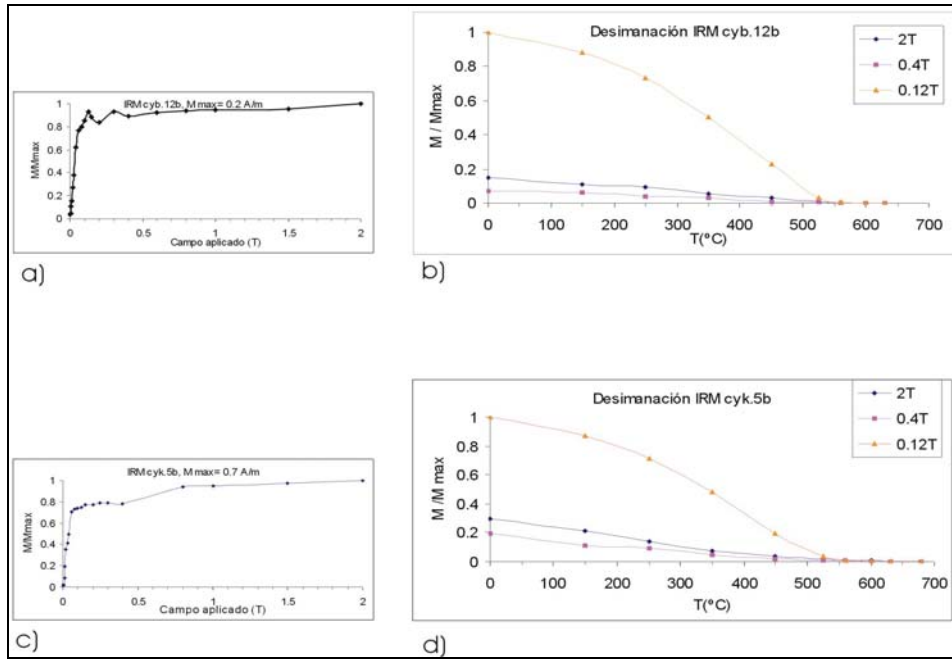 IRM cyb.12b, M max= 0.2 A/m
M/Mmax
1
0.8
0.6
0.4
0.2
0
0 0.5 1 1.5 2
Campo aplicado (T)
a)
Desimanación IRM cyb.12b
2T
0.4T
0.12T
M / Mmax
1
0.8
0.6
0.4
0.2
0
0 100 200 300 400 500 600 700
T(ºC)
b)
IRM cyk.5b, M max= 0.7 A/m
M/Mmax
1
0.8
0.6
0.4
0.2
0
0 0.5 1 1.5 2
Campo aplicado (T)
c)
Desimanación IRM cyk.5b
2T
0.4T
0.12T
M /M max
1
0.8
0.6
0.4
0.2
0
0 100 200 300 400 500 600 700
T(ºC)
d)